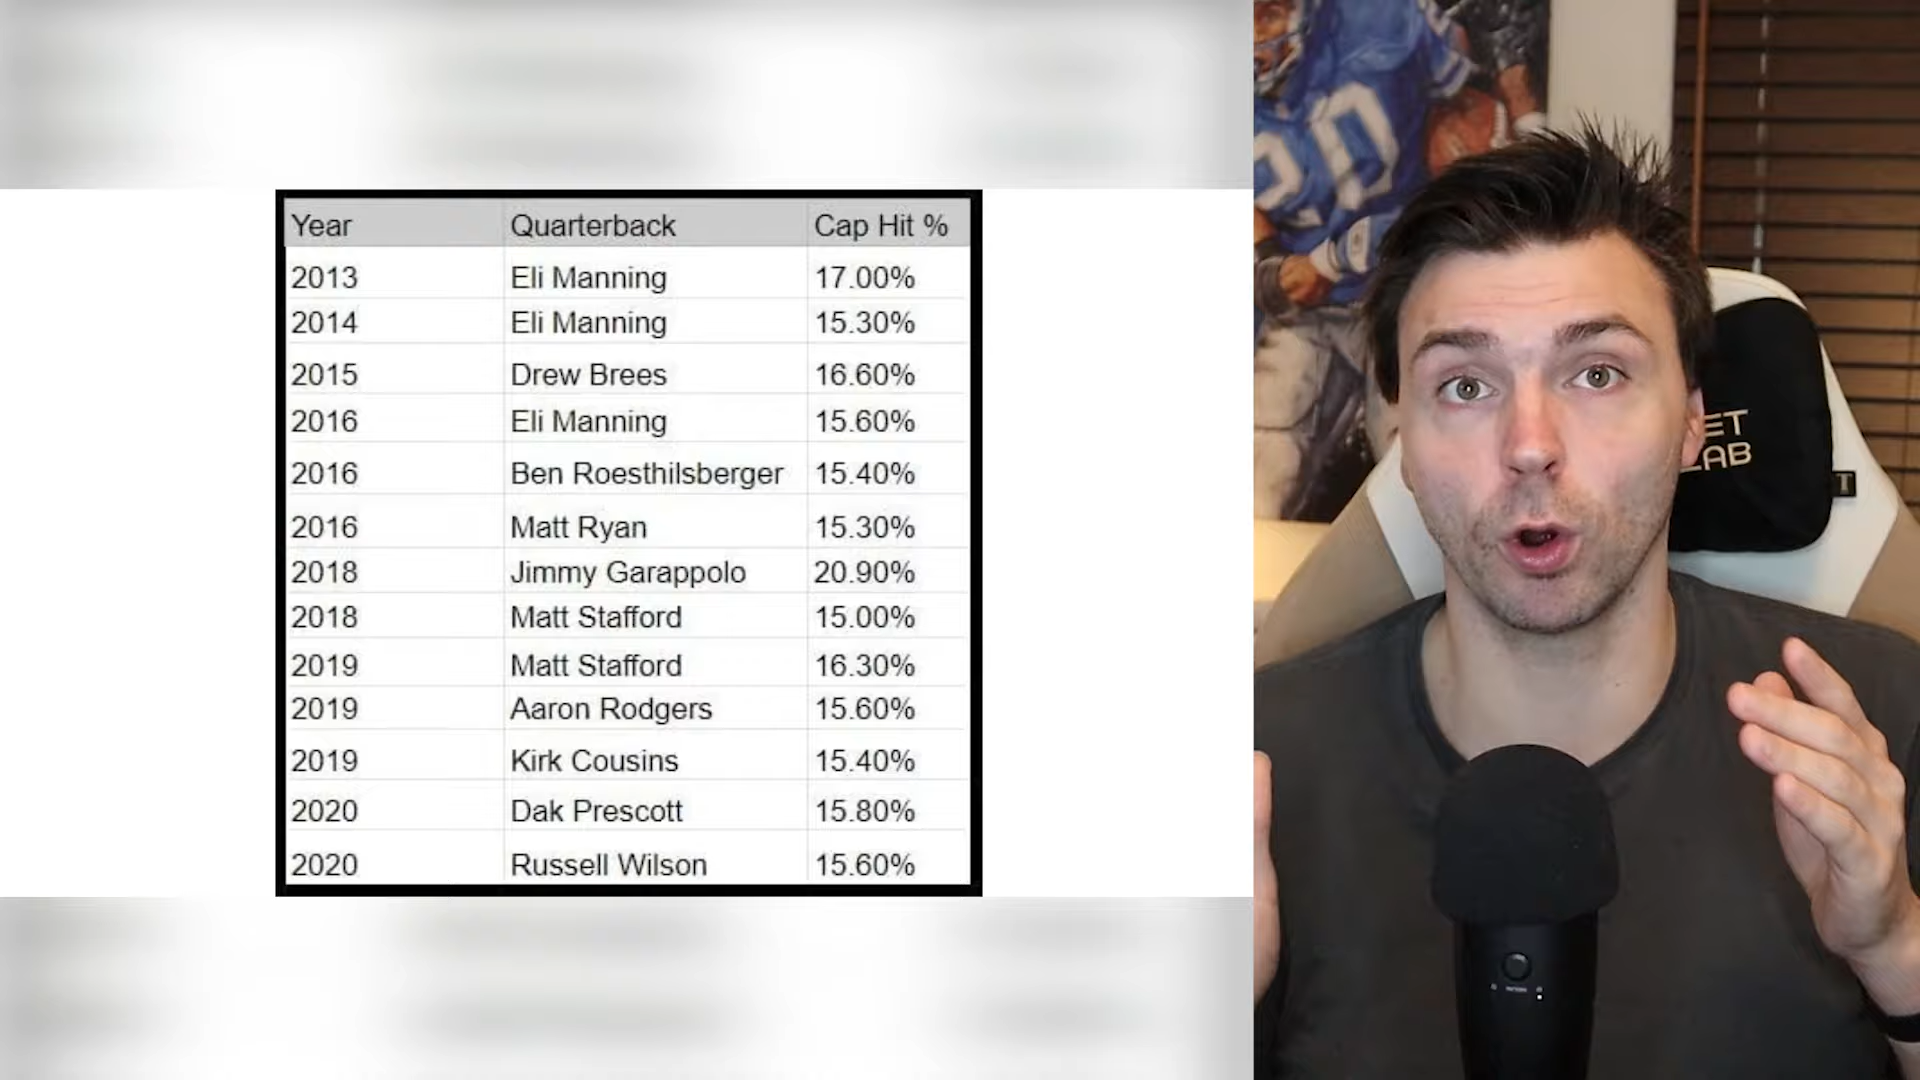 Year Quarterback Cap Hit %
2013 Eli Manning 17.00%
2014 Eli Manning 15.30%
2015 Drew Brees 16.60%
2016 Eli Manning 15.60%
2016 Ben Roesthilsberger 15.40%
2016 Matt Ryan 15.30%
2018 Jimmy Garappolo 20.90%
2018 Matt Stafford 15.00%
2019 Matt Stafford 16.30%
2019 Aaron Rodgers 15.60%
2019 Kirk Cousins 15.40%
2020 Dak Prescott 15.80%
2020 Russell Wilson 15.60%
20
ET
LAB
T